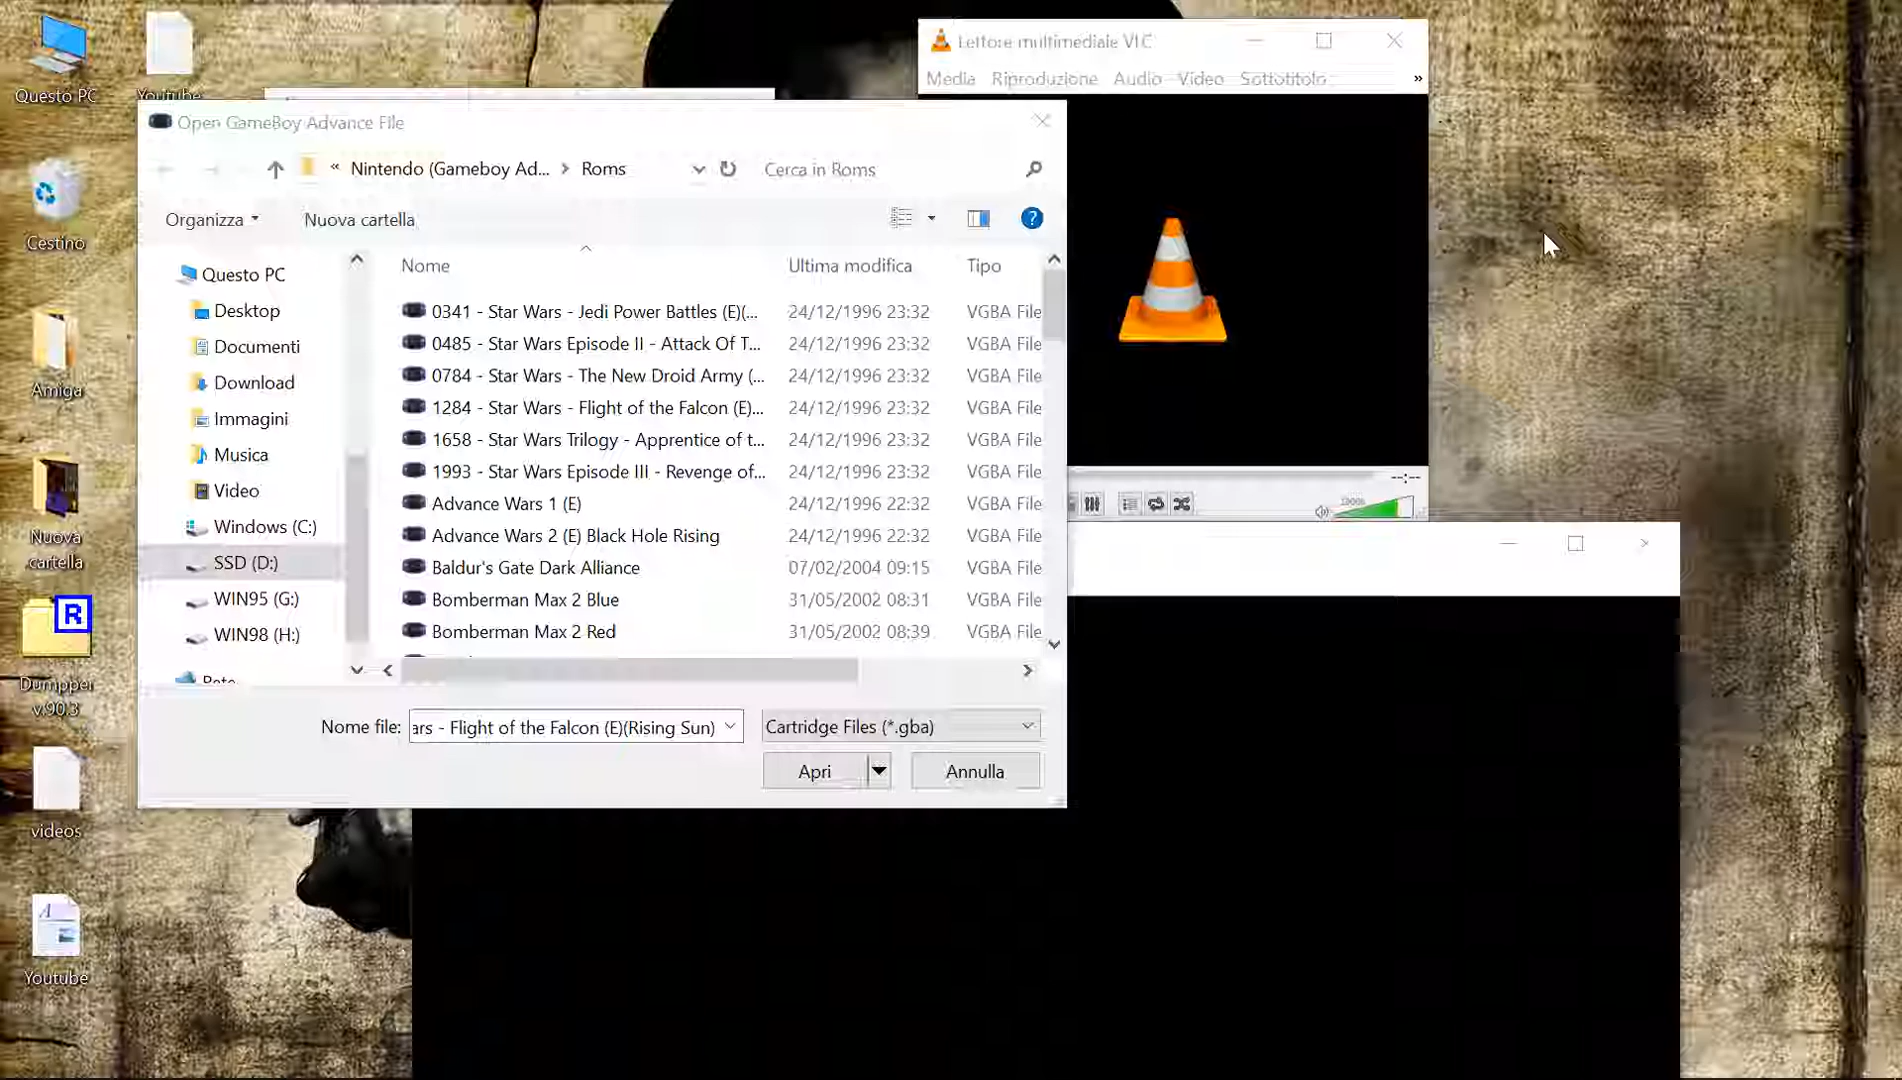 Questo PC
Youtube
Cestino
Amiga
Nuova
cartella
R
Dumpper
v.90.3
videos
Youtube
Lettore multimediale VLC
Media Riproduzione Audio Video Sottotitolo »
Open GameBoy Advance File
« Nintendo (Gameboy Ad... > Roms
Cerca in Roms
Organizza
Nuova cartella
?
Questo PC
Desktop
Documenti
Download
Immagini
Musica
Video
Windows (C:)
SSD (D:)
WIN95 (G:)
WIN98 (H:)
Nome Ultima modifica Tipo
0341 - Star Wars - Jedi Power Battles (E)(... 24/12/1996 23:32 VGBA File
0485 - Star Wars Episode II - Attack Of T... 24/12/1996 23:32 VGBA File
0784 - Star Wars - The New Droid Army (... 24/12/1996 23:32 VGBA File
1284 - Star Wars - Flight of the Falcon (E)... 24/12/1996 23:32 VGBA File
1658 - Star Wars Trilogy - Apprentice of t... 24/12/1996 23:32 VGBA File
1993 - Star Wars Episode III - Revenge of... 24/12/1996 23:32 VGBA File
Advance Wars 1 (E) 24/12/1996 22:32 VGBA File
Advance Wars 2 (E) Black Hole Rising 24/12/1996 22:32 VGBA File
Baldur's Gate Dark Alliance 07/02/2004 09:15 VGBA File
Bomberman Max 2 Blue 31/05/2002 08:31 VGBA File
Bomberman Max 2 Red 31/05/2002 08:39 VGBA File
Nome file: ars - Flight of the Falcon (E)(Rising Sun)
Cartridge Files (*.gba)
Apri
Annulla
--:--
100%